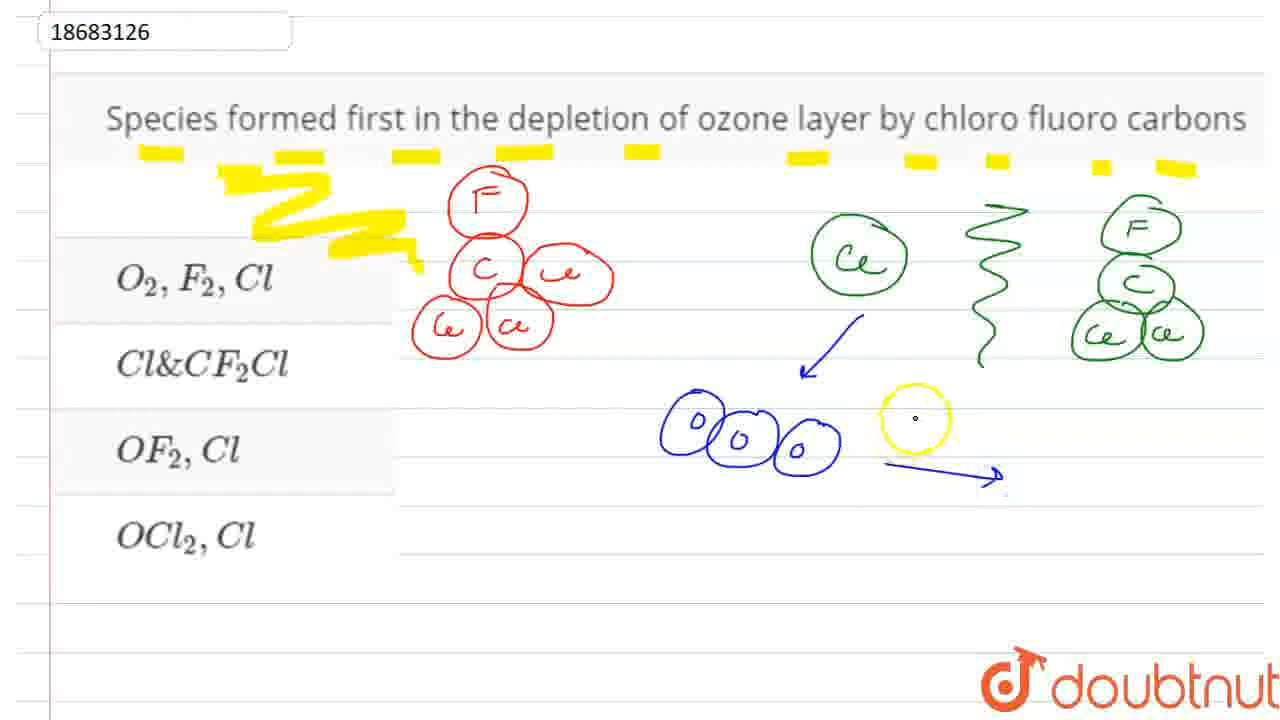 18683126
Species formed first in the depletion of ozone layer by chloro fluoro carbons
F
C Cl
Cl Cl
Cl
F
C
Cl Cl
O O O
O₂, F₂, Cl
Cl&CF₂Cl
OF₂, Cl
OCl₂, Cl
doubtnut